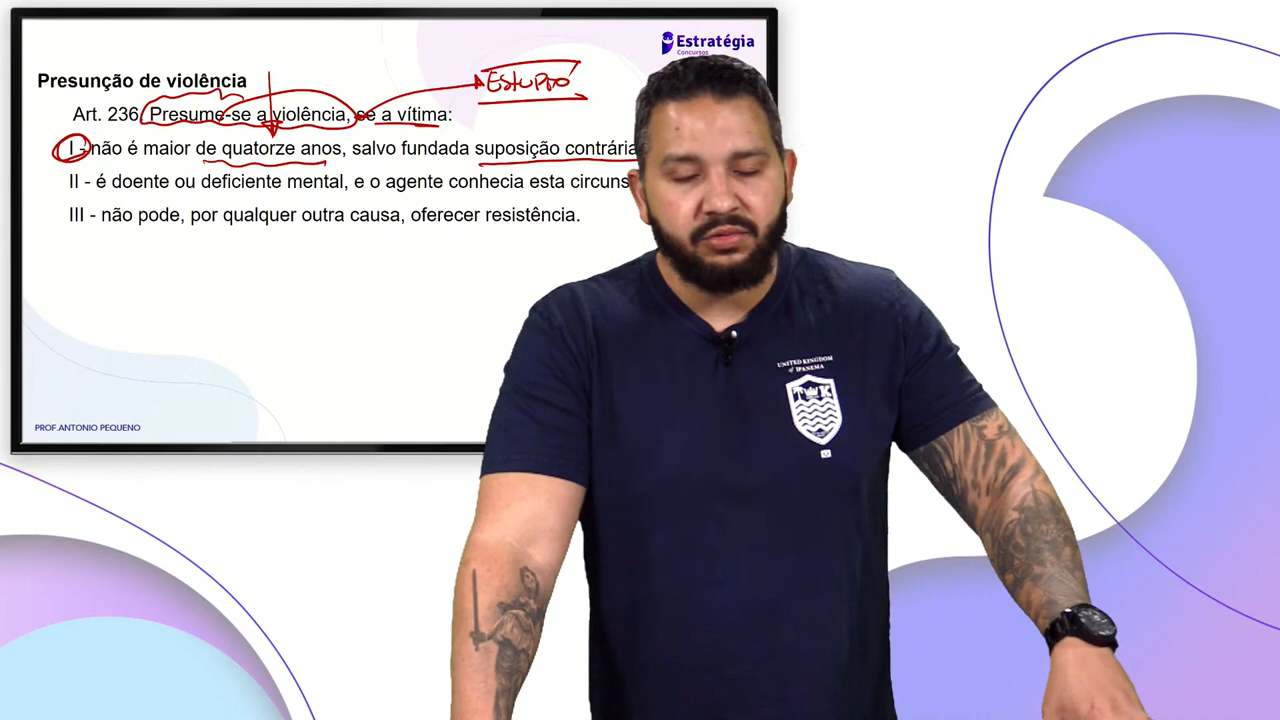 Estratégia
Concursos
Presunção de violência
ESTUPRO
Art. 236. Presume-se a violência, se a vítima:
I - não é maior de quatorze anos, salvo fundada suposição contrária
II - é doente ou deficiente mental, e o agente conhecia esta
III - não pode, por qualquer outra causa, oferecer resistência.
PROF.ANTONIO PEQUENO
UNITED KINGDOM
of IPANEMA